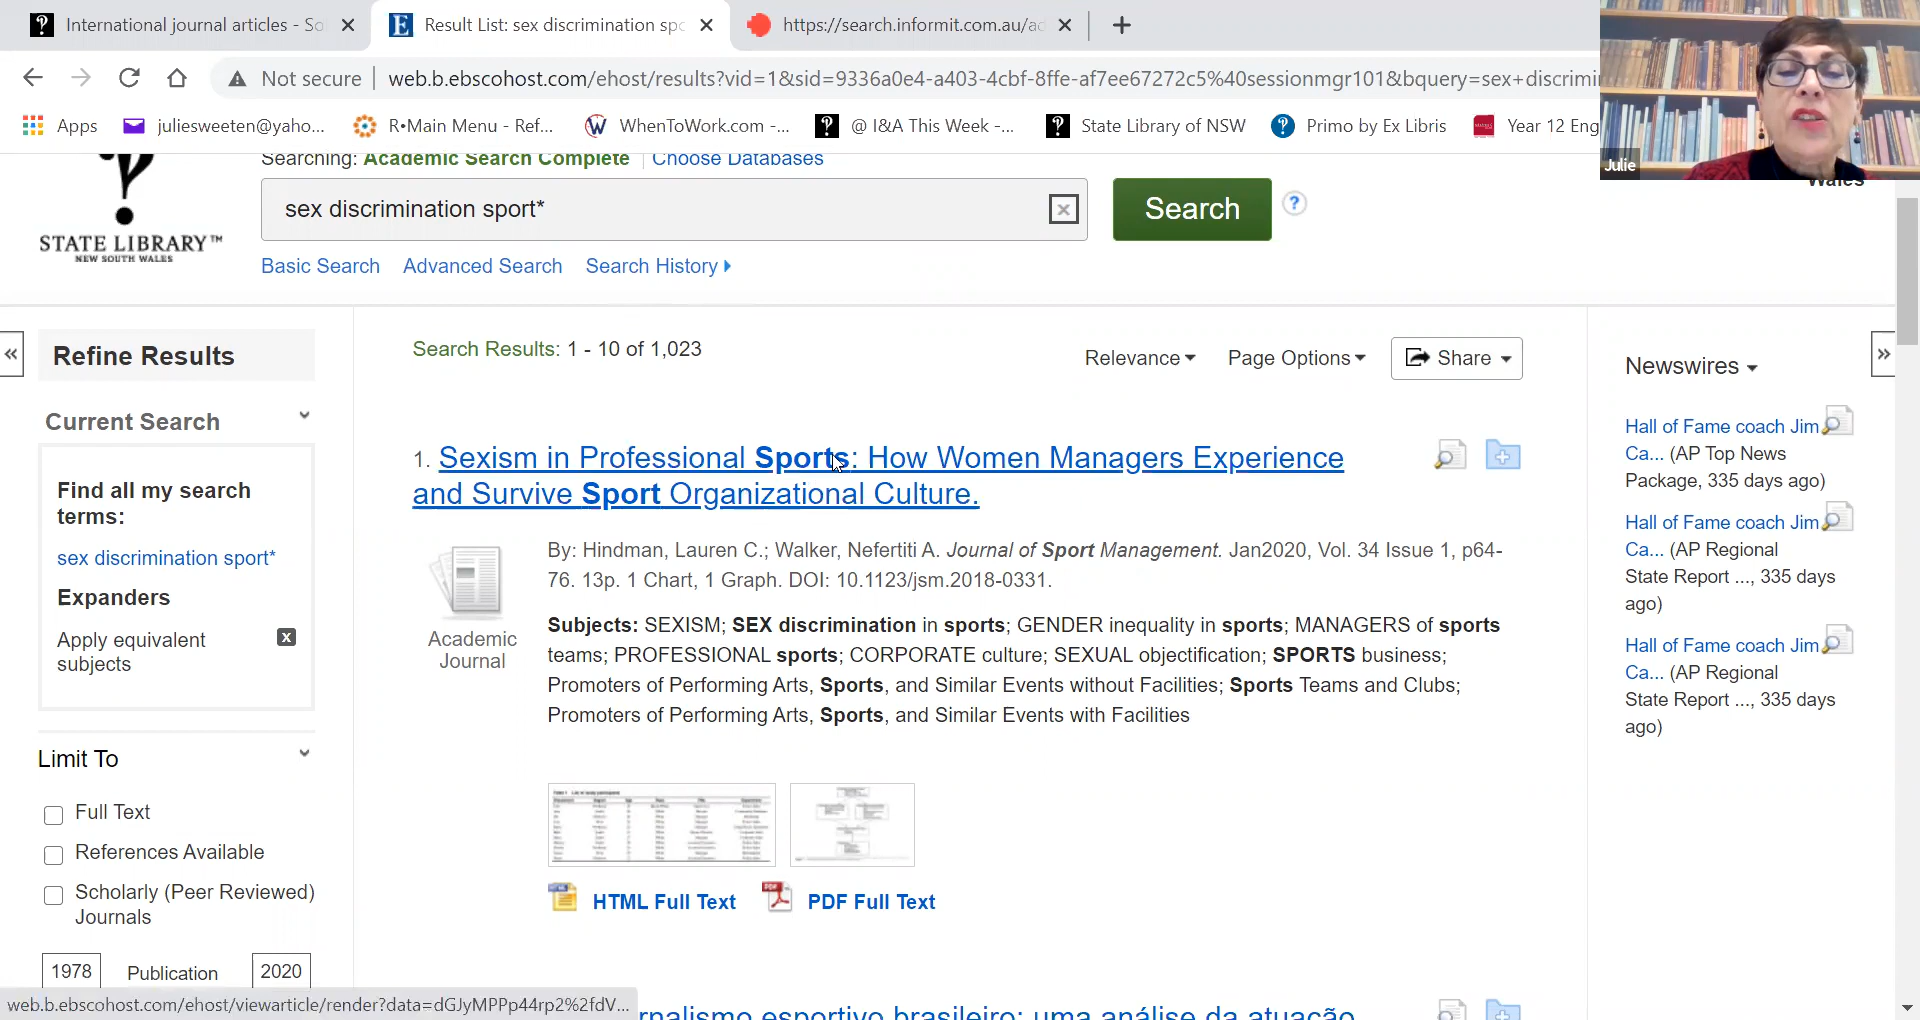 International journal articles - So
Result List: sex discrimination spo
https://search.informit.com.au/ad
Not secure
web.b.ebscohost.com/ehost/results?vid=1&sid=9336a0e4-a403-4cbf-8ffe-af7ee67272c5%40sessionmgr101&bquery=sex+discrimi
Apps
juliesweeten@yaho...
R•Main Menu - Ref...
WhenToWork.com -...
@ I&A This Week -...
State Library of NSW
Primo by Ex Libris
Year 12 Eng
Julie
Wales
Searching: Academic Search Complete
Choose Databases
sex discrimination sport*
Search
?
STATE LIBRARY™
NEW SOUTH WALES
Basic Search
Advanced Search
Search History
Refine Results
Current Search
Find all my search
terms:
sex discrimination sport*
Expanders
Apply equivalent
subjects
Limit To
Full Text
References Available
Scholarly (Peer Reviewed)
Journals
1978
Publication
2020
Search Results: 1 - 10 of 1,023
Relevance
Page Options
Share
1. Sexism in Professional Sports: How Women Managers Experience
and Survive Sport Organizational Culture.
Academic
Journal
By: Hindman, Lauren C.; Walker, Nefertiti A. Journal of Sport Management. Jan2020, Vol. 34 Issue 1, p64-
76. 13p. 1 Chart, 1 Graph. DOI: 10.1123/jsm.2018-0331.
Subjects: SEXISM; SEX discrimination in sports; GENDER inequality in sports; MANAGERS of sports
teams; PROFESSIONAL sports; CORPORATE culture; SEXUAL objectification; SPORTS business;
Promoters of Performing Arts, Sports, and Similar Events without Facilities; Sports Teams and Clubs;
Promoters of Performing Arts, Sports, and Similar Events with Facilities
HTML Full Text
PDF
PDF Full Text
rnalismo esportivo brasileiro: uma análise da atuação
Newswires
Hall of Fame coach Jim
Ca... (AP Top News
Package, 335 days ago)
Hall of Fame coach Jim
Ca... (AP Regional
State Report ..., 335 days
ago)
Hall of Fame coach Jim
Ca... (AP Regional
State Report ..., 335 days
ago)
web.b.ebscohost.com/ehost/viewarticle/render?data=dGJyMPPp44rp2%2fdV...